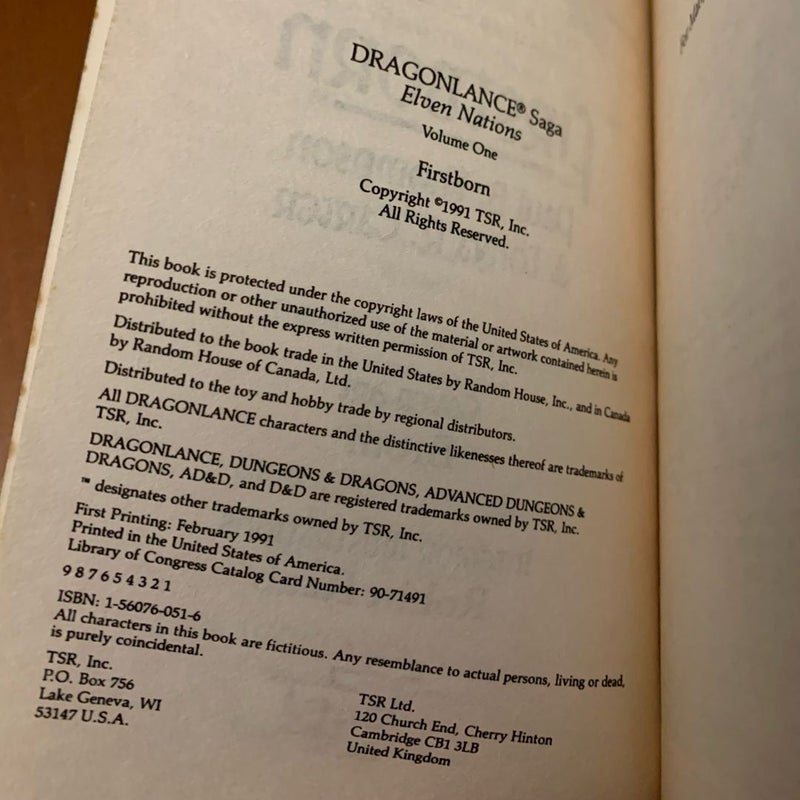 DRAGONLANCE® Saga
Elven Nations
Volume One
Firstborn
Copyright ©1991 TSR, Inc.
All Rights Reserved.
This book is protected under the copyright laws of the United States of America. Any
reproduction or other unauthorized use of the material or artwork contained herein is
prohibited without the express written permission of TSR, Inc.
Distributed to the book trade in the United States by Random House, Inc., and in Canada
by Random House of Canada, Ltd.
Distributed to the toy and hobby trade by regional distributors.
All DRAGONLANCE characters and the distinctive likenesses thereof are trademarks of
TSR, Inc.
DRAGONLANCE, DUNGEONS & DRAGONS, ADVANCED DUNGEONS &
DRAGONS, AD&D, and D&D are registered trademarks owned by TSR, Inc.
™ designates other trademarks owned by TSR, Inc.
First Printing: February 1991
Printed in the United States of America.
Library of Congress Catalog Card Number: 90-71491
9 8 7 6 5 4 3 2 1
ISBN: 1-56076-051-6
All characters in this book are fictitious. Any resemblance to actual persons, living or dead,
is purely coincidental.
TSR, Inc.
P.O. Box 756
Lake Geneva, WI
53147 U.S.A.
TSR Ltd.
120 Church End, Cherry Hinton
Cambridge CB1 3LB
United Kingdom